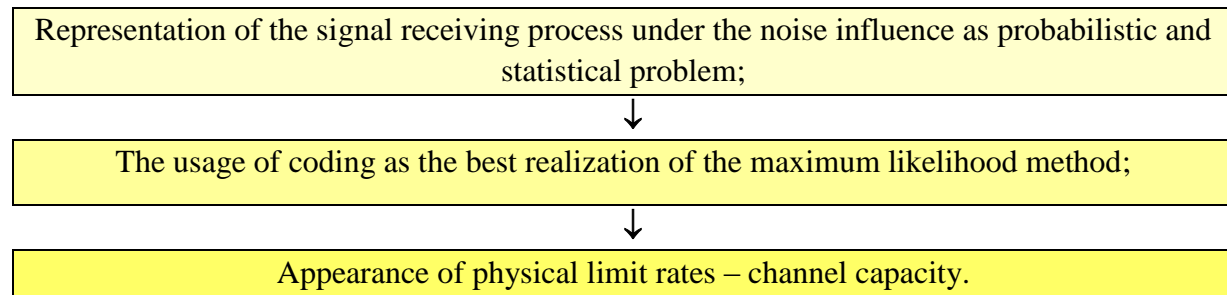 Representation of the signal receiving process under the noise influence as probabilistic and
statistical problem;
↓
The usage of coding as the best realization of the maximum likelihood method;
↓
Appearance of physical limit rates – channel capacity.